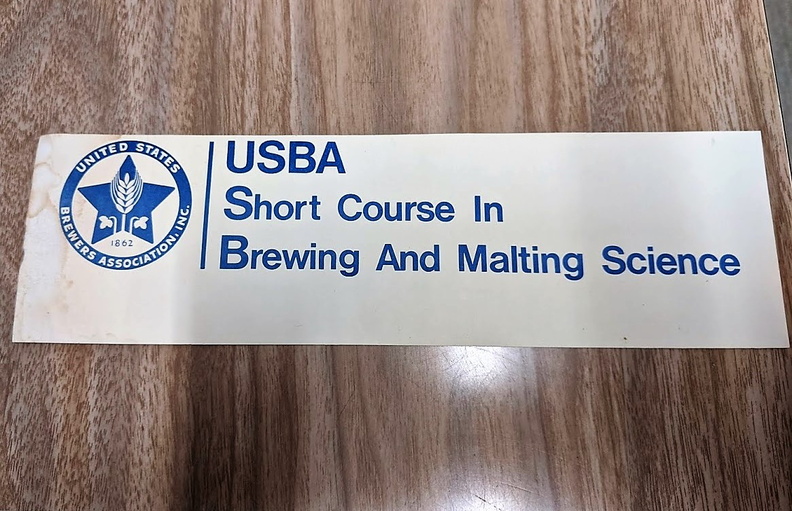 UNITED STATES
BREWERS ASSOCIATION, INC.
1862
USBA
Short Course In
Brewing And Malting Science